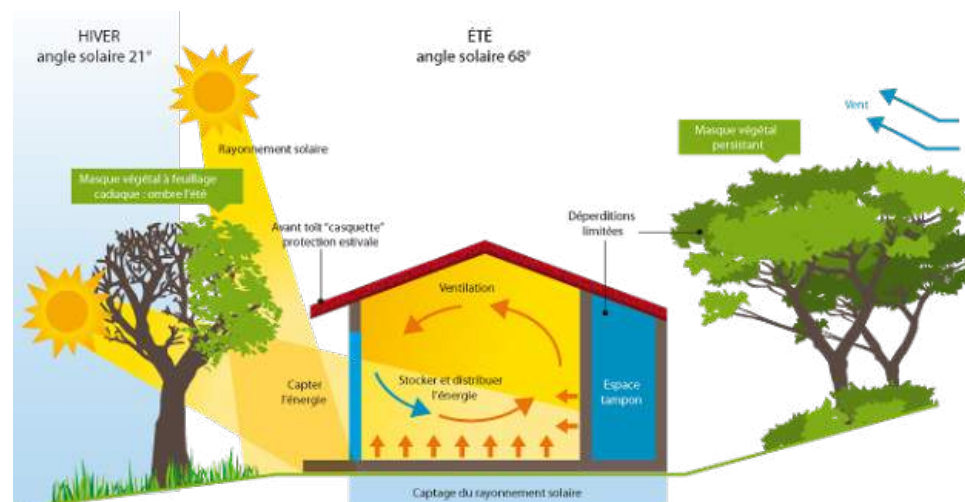 HIVER
angle solaire 21°
ÉTÉ
angle solaire 68°
Rayonnement solaire
Masque végétal à feuillage
caduque : ombre l'été
Avant toit "casquette"
protection estivale
Déperditions
limitées
Masque végétal
persistant
Vent
Ventilation
Capter
l'énergie
Stocker et distribuer
l'énergie
Espace
tampon
Captage du rayonnement solaire